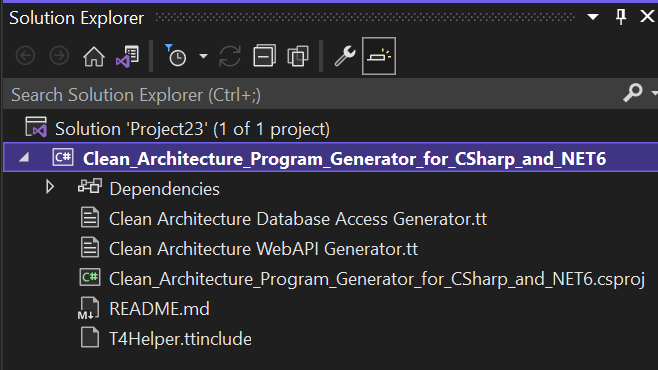 Solution Explorer
Search Solution Explorer (Ctrl+;)
Solution 'Project23' (1 of 1 project)
C# Clean_Architecture_Program_Generator_for_CSharp_and_NET6
Dependencies
Clean Architecture Database Access Generator.tt
Clean Architecture WebAPI Generator.tt
C# Clean_Architecture_Program_Generator_for_CSharp_and_NET6.csproj
M README.md
T4Helper.ttinclude